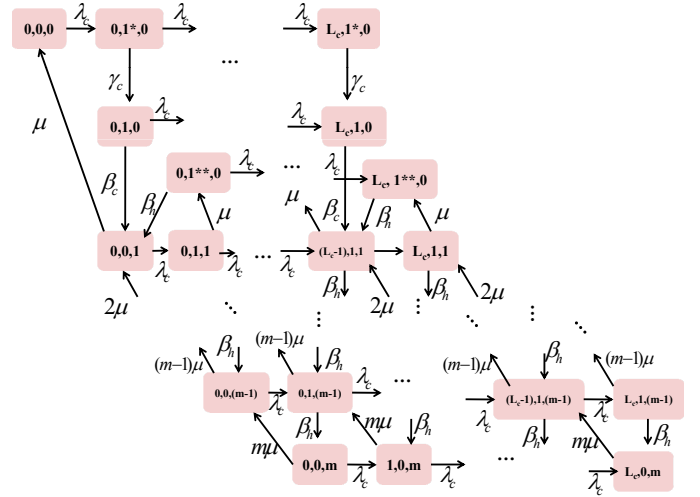 λc λc λc λc
0,0,0 0,1*,0 ... Lc,1*,0
γc γc
λc λc
μ 0,1,0 Lc,1,0
λc ... λc
0,1**,0 Lc, 1**,0
βc βh μ μ βc βh μ
0,0,1 0,1,1 ... (Lc-1),1,1 Lc,1,1
λc λc λc λc
2μ βh 2μ βh 2μ
... ... ... ... ...
(m-1)μ βh (m-1)μ βh (m-1)μ βh (m-1)μ
0,0,(m-1) 0,1,(m-1) λc ... (Lc-1),1,(m-1) Lc,1,(m-1)
λc λc λc
mμ βh mμ βh βh mμ βh
0,0,m 1,0,m ... Lc,0,m
λc λc λc